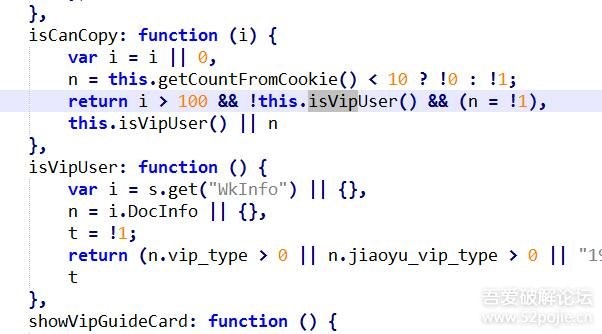 },
isCanCopy: function (i) {
var i = i || 0,
n = this.getCountFromCookie() < 10 ? !0 : !1;
return i > 100 && !this.isVipUser() && (n = !1),
this.isVipUser() || n
},
isVipUser: function () {
var i = s.get("WkInfo") || {},
n = i.DocInfo || {},
t = !1;
return (n.vip_type > 0 || n.jiaoyu_vip_type > 0 || "19
t
},
showVipGuideCard: function () {
吾爱破解论坛
www.52pojie.cn